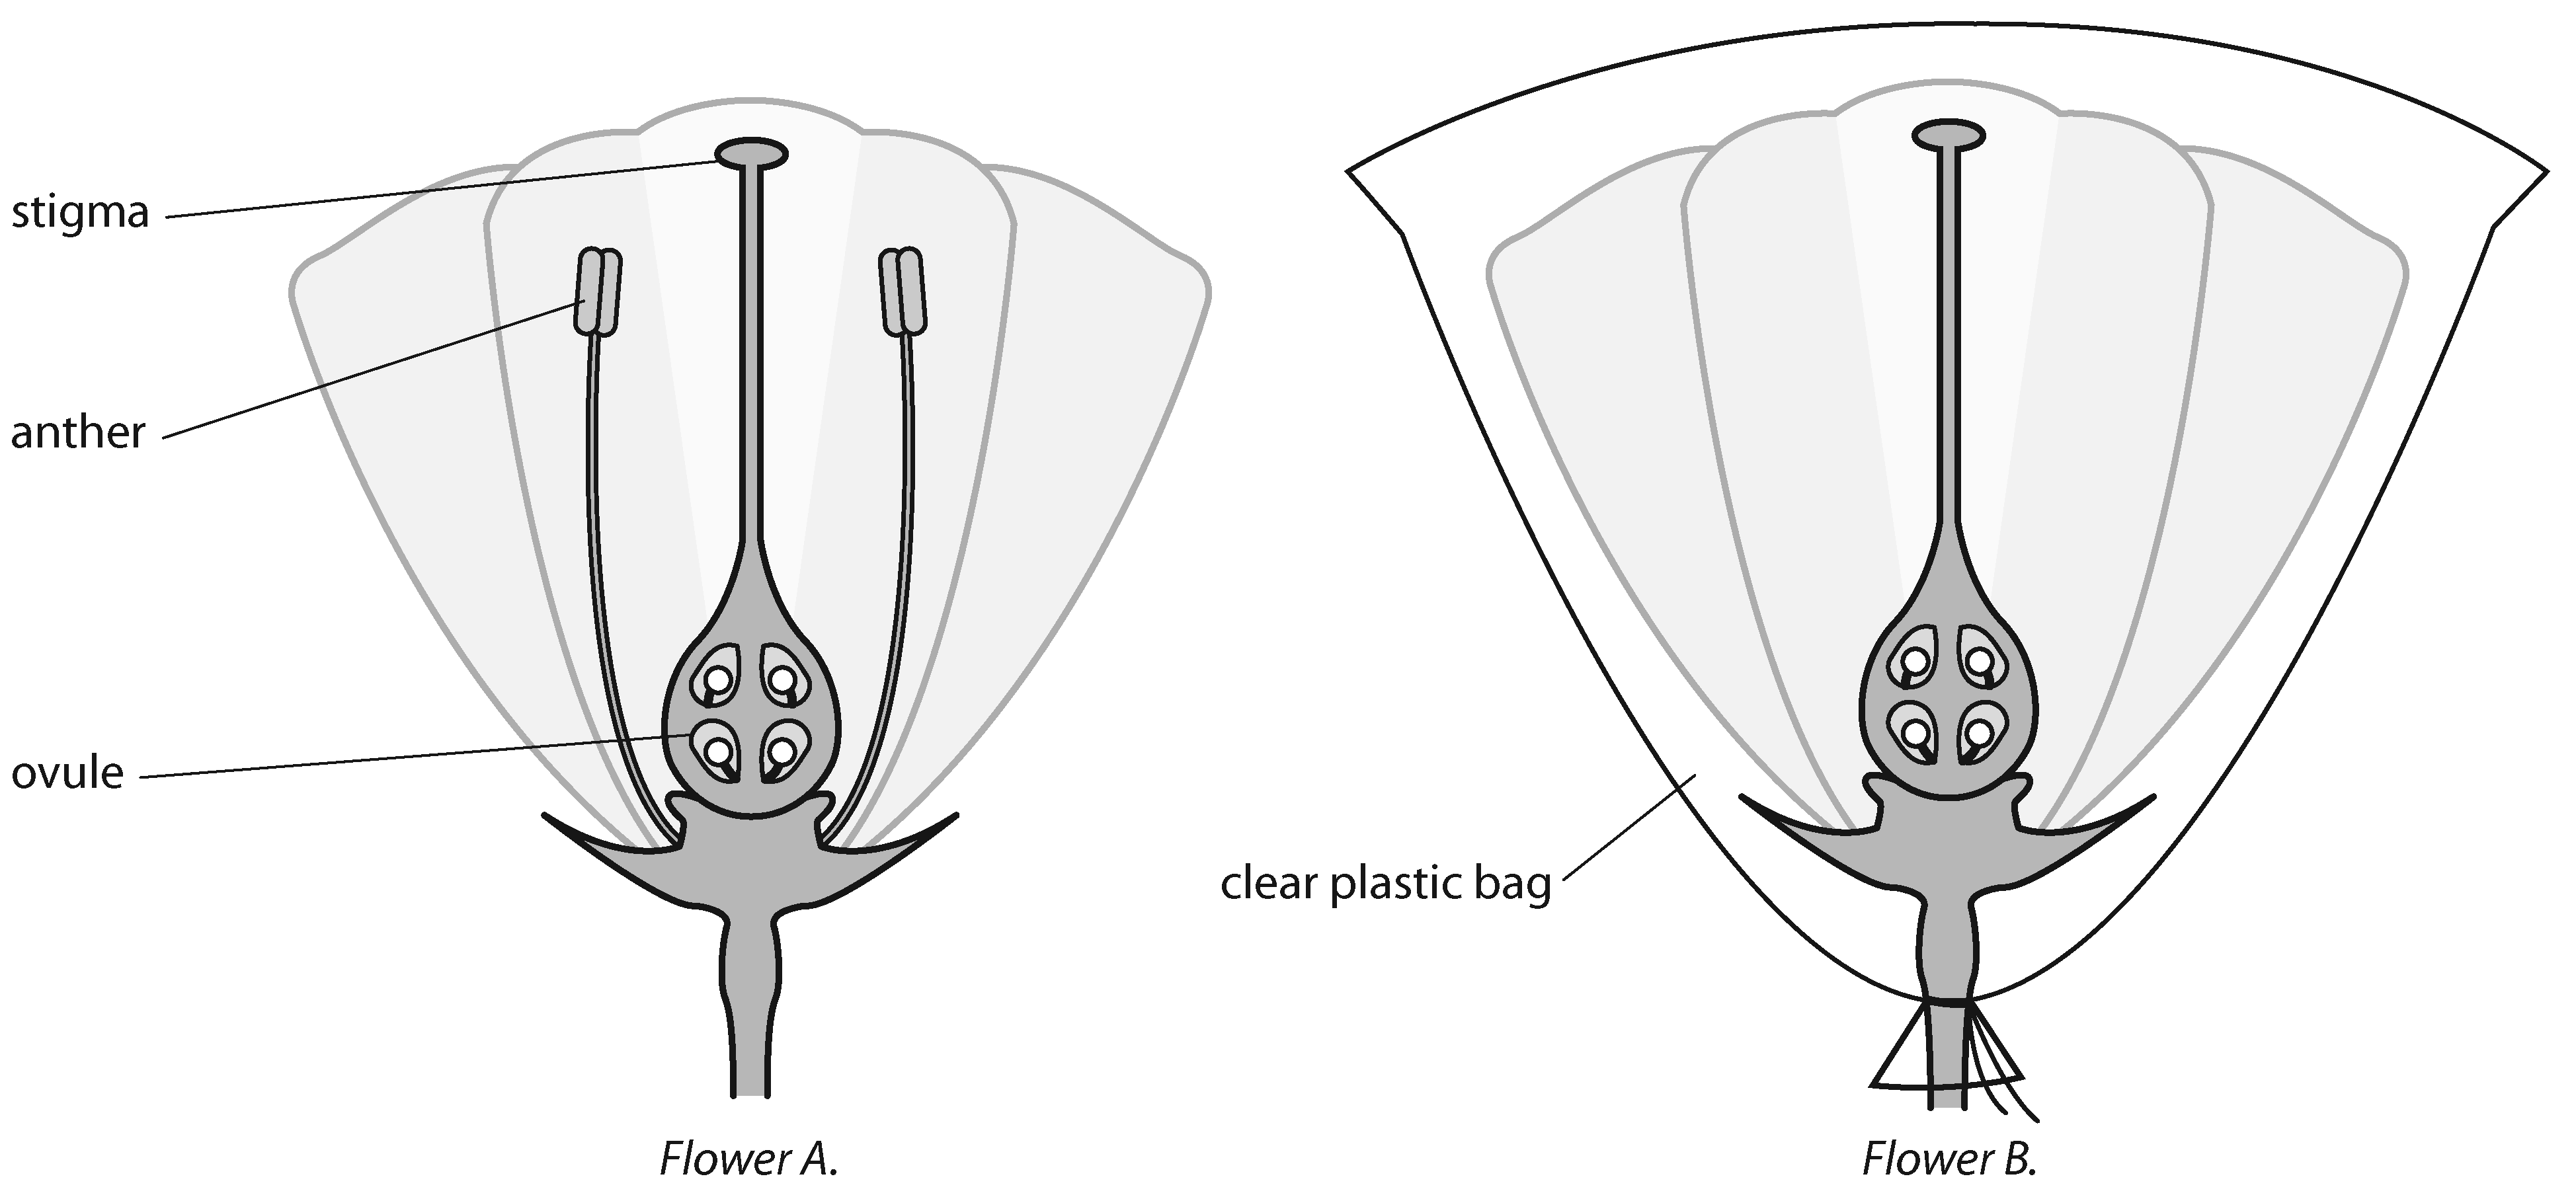 stigma
anther
ovule
clear plastic bag
Flower A.
Flower B.